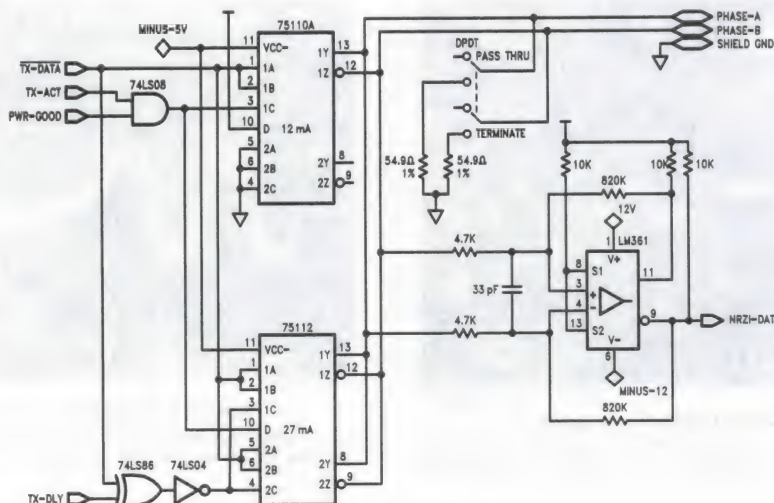 75110A
MINUS-5V
11 VCC- 1Y 13
TX-DATA
1 1A 1Z 12
2 1B
TX-ACT
74LS08
3 1C
PWR-GOOD
10 D 12 mA
5 2A
6 2B 2Y 8
4 2C 2Z 9
DPDT
PASS THRU
TERMINATE
54.9Ω
1%
54.9Ω
1%
PHASE-A
PHASE-B
SHIELD GND
10K
10K
10K
820K
12V
1 LM361
V+
8 S1
11
3 +
4 -
13 S2
9
V-
6
MINUS-12
820K
NRZI-DAT
4.7K
33 pF
4.7K
75112
11 VCC- 1Y 13
1 1A 1Z 12
2 1B
3 1C
10 D 27 mA
5 2A
6 2B 2Y 8
4 2C 2Z 9
74LS86
74LS04
TX-DLY